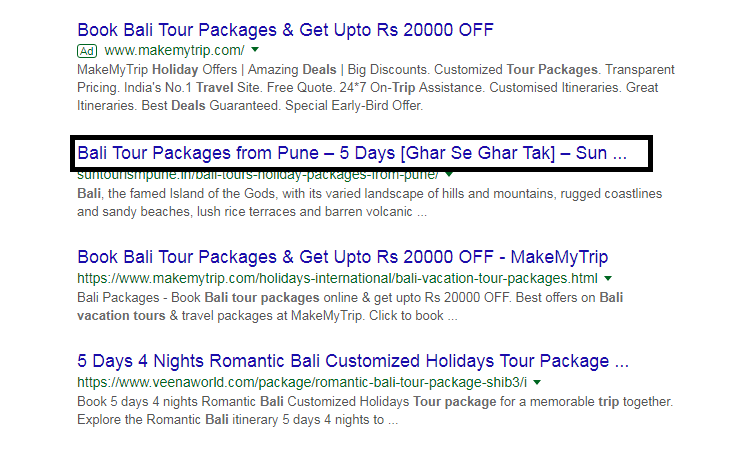 Book Bali Tour Packages & Get Upto Rs 20000 OFF
Ad www.makemytrip.com/
MakeMyTrip Holiday Offers | Amazing Deals | Big Discounts. Customized Tour Packages. Transparent
Pricing. India's No.1 Travel Site. Free Quote. 24*7 On-Trip Assistance. Customised Itineraries. Great
Itineraries. Best Deals Guaranteed. Special Early-Bird Offer.
Bali Tour Packages from Pune – 5 Days [Ghar Se Ghar Tak] – Sun ...
suntourismpune.in/bali-tours-holiday-packages-from-pune/
Bali, the famed Island of the Gods, with its varied landscape of hills and mountains, rugged coastlines
and sandy beaches, lush rice terraces and barren volcanic ...
Book Bali Tour Packages & Get Upto Rs 20000 OFF - MakeMyTrip
https://www.makemytrip.com/holidays-international/bali-vacation-tour-packages.html
Bali Packages - Book Bali tour packages online & get upto Rs 20000 OFF. Best offers on Bali
vacation tours & travel packages at MakeMyTrip. Click to book ...
5 Days 4 Nights Romantic Bali Customized Holidays Tour Package ...
https://www.veenaworld.com/package/romantic-bali-tour-package-shib3/i
Book 5 days 4 nights Romantic Bali Customized Holidays Tour package for a memorable trip together.
Explore the Romantic Bali itinerary 5 days 4 nights to ...